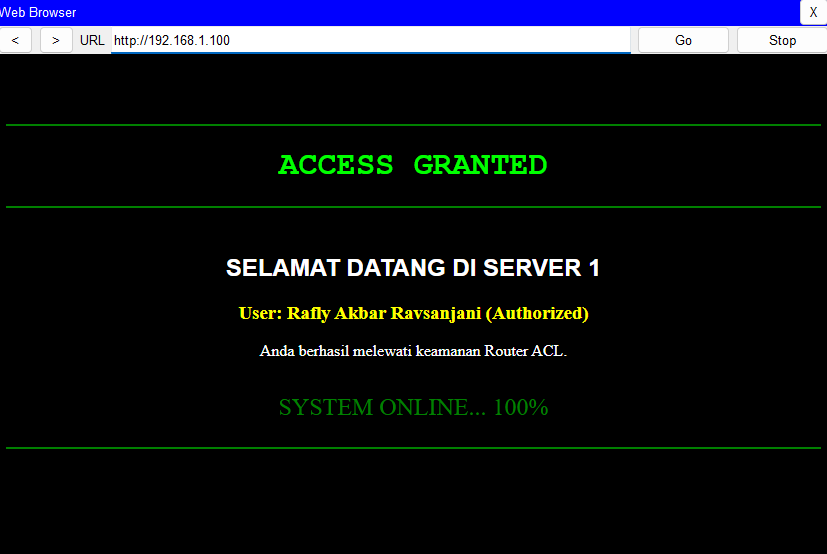 Web Browser X
< > URL http://192.168.1.100 Go Stop
ACCESS GRANTED
SELAMAT DATANG DI SERVER 1
User: Rafly Akbar Ravsanjani (Authorized)
Anda berhasil melewati keamanan Router ACL.
SYSTEM ONLINE... 100%